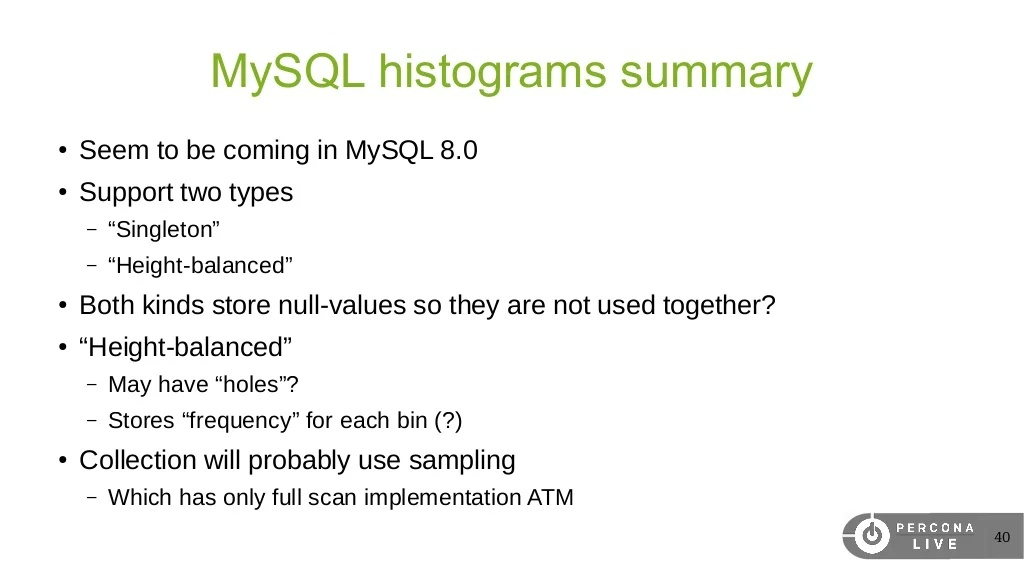 MySQL histograms summary
• Seem to be coming in MySQL 8.0
• Support two types
– “Singleton”
– “Height-balanced”
• Both kinds store null-values so they are not used together?
• “Height-balanced”
– May have “holes”?
– Stores “frequency” for each bin (?)
• Collection will probably use sampling
– Which has only full scan implementation ATM
PERCONA
LIVE
40